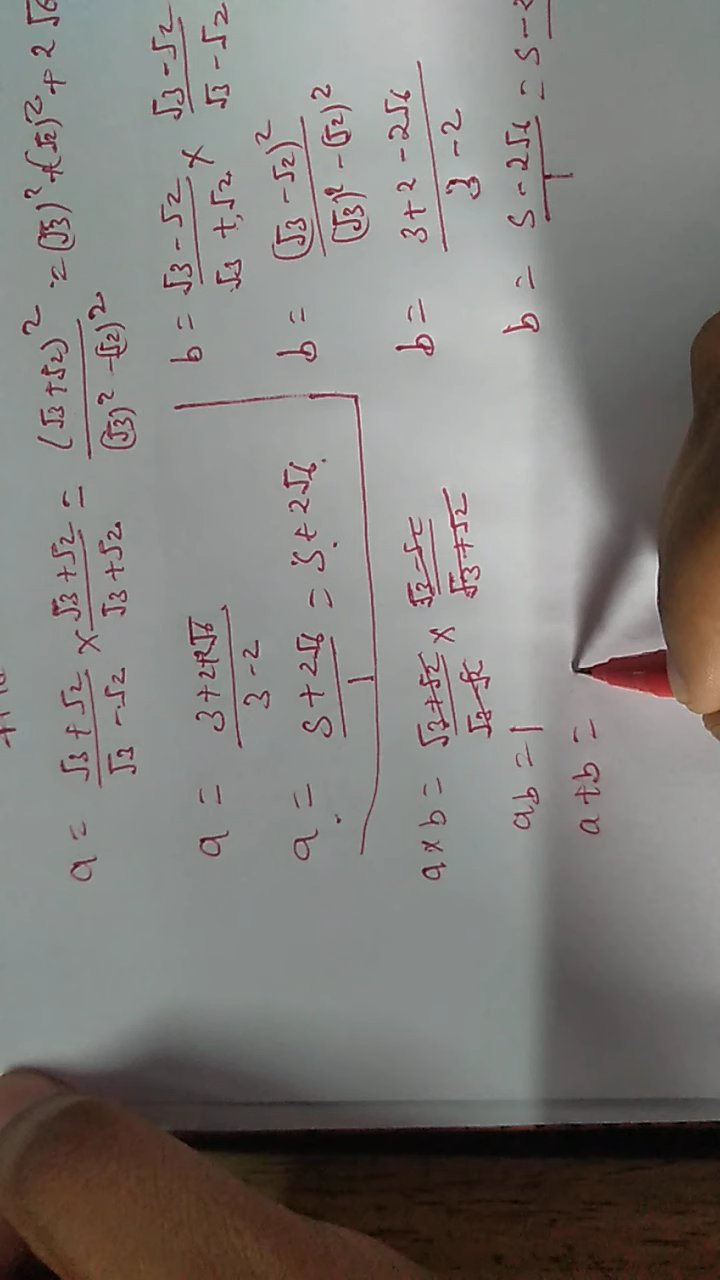 a = √3 + √2 / √3 - √2 × √3 + √2 / √3 + √2 = (√3 + √2)² / (√3)² - (√2)² = (√3)² + (√2)² + 2√6
a = 3 + 2 + 2√6 / 3 - 2
b = √3 - √2 / √3 + √2 × √3 - √2 / √3 - √2
a = 5 + 2√6 / 1 = 5 + 2√6
b = (√3 - √2)² / (√3)² - (√2)²
a × b = √3 + √2 / √3 - √2 × √3 - √2 / √3 + √2
b = 3 + 2 - 2√6 / 3 - 2
ab = 1
b = 5 - 2√6 / 1 = 5 - 2
a + b =